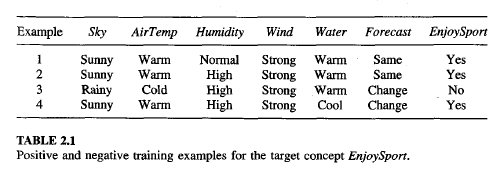 Example Sky AirTemp Humidity Wind Water Forecast EnjoySport
1 Sunny Warm Normal Strong Warm Same Yes
2 Sunny Warm High Strong Warm Same Yes
3 Rainy Cold High Strong Warm Change No
4 Sunny Warm High Strong Cool Change Yes
TABLE 2.1
Positive and negative training examples for the target concept EnjoySport.